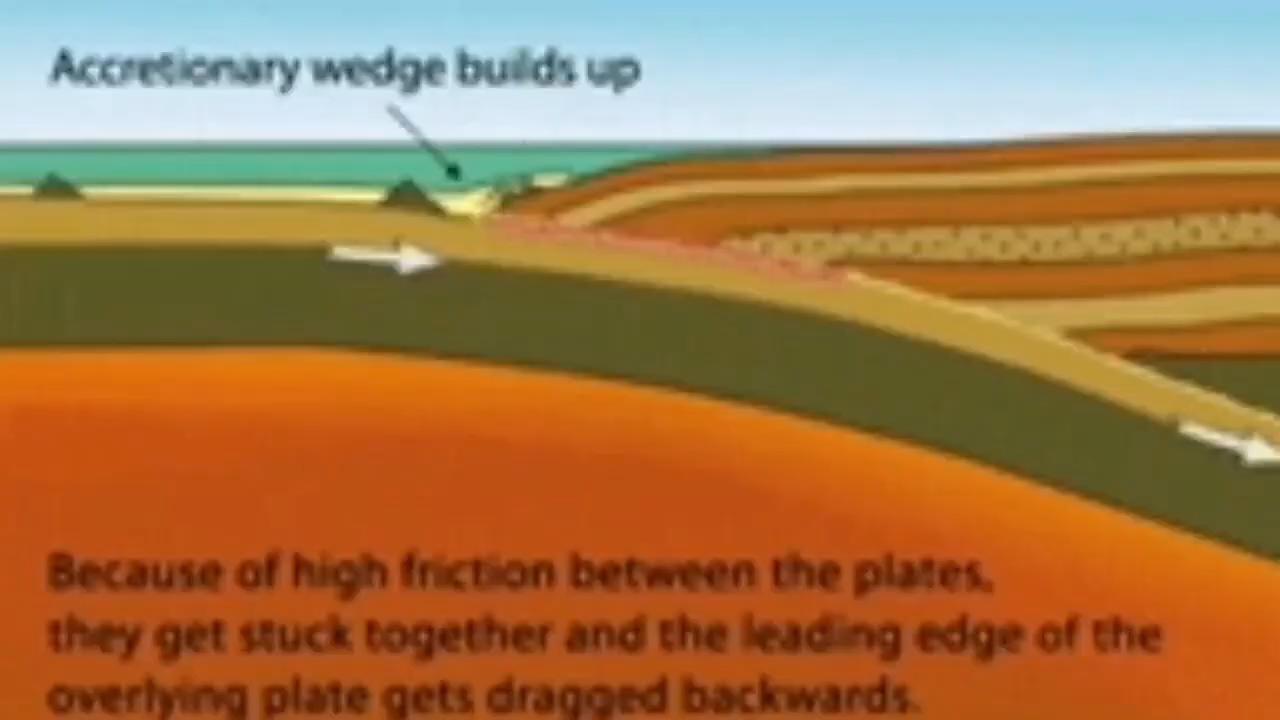 Accretionary wedge builds up
Because of high friction between the plates,
they get stuck together and the leading edge of the
overlying plate gets dragged backwards.